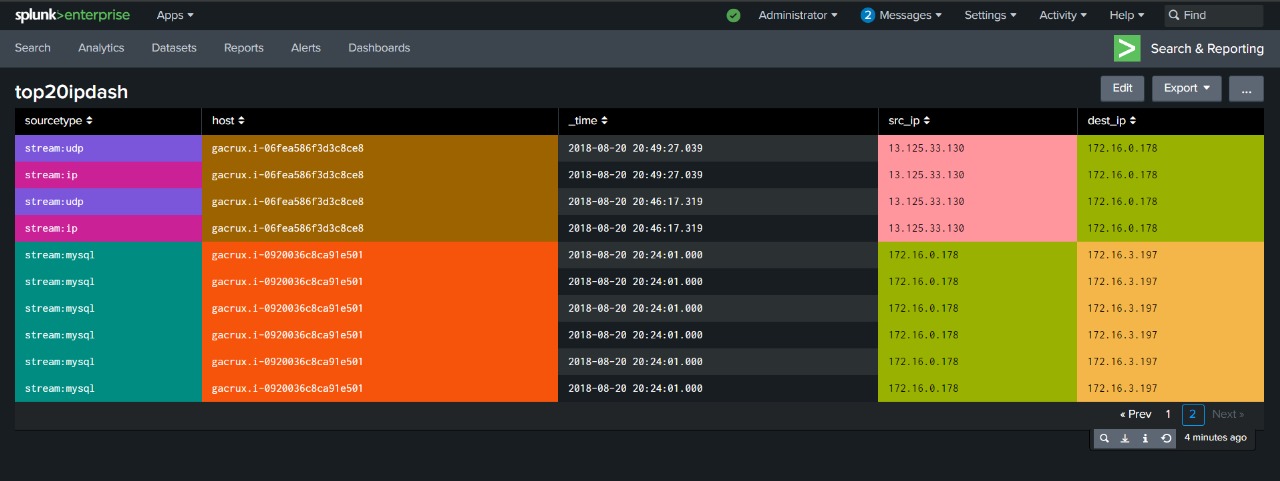 splunk>enterprise Apps Administrator 2 Messages Settings Activity Help Find
Search Analytics Datasets Reports Alerts Dashboards > Search & Reporting
top20ipdash Edit Export ...
sourcetype host _time src_ip dest_ip
stream:udp gacrux.i-06fea586f3d3c8ce8 2018-08-20 20:49:27.039 13.125.33.130 172.16.0.178
stream:ip gacrux.i-06fea586f3d3c8ce8 2018-08-20 20:49:27.039 13.125.33.130 172.16.0.178
stream:udp gacrux.i-06fea586f3d3c8ce8 2018-08-20 20:46:17.319 13.125.33.130 172.16.0.178
stream:ip gacrux.i-06fea586f3d3c8ce8 2018-08-20 20:46:17.319 13.125.33.130 172.16.0.178
stream:mysql gacrux.i-0920036c8ca91e501 2018-08-20 20:24:01.000 172.16.0.178 172.16.3.197
stream:mysql gacrux.i-0920036c8ca91e501 2018-08-20 20:24:01.000 172.16.0.178 172.16.3.197
stream:mysql gacrux.i-0920036c8ca91e501 2018-08-20 20:24:01.000 172.16.0.178 172.16.3.197
stream:mysql gacrux.i-0920036c8ca91e501 2018-08-20 20:24:01.000 172.16.0.178 172.16.3.197
stream:mysql gacrux.i-0920036c8ca91e501 2018-08-20 20:24:01.000 172.16.0.178 172.16.3.197
stream:mysql gacrux.i-0920036c8ca91e501 2018-08-20 20:24:01.000 172.16.0.178 172.16.3.197
« Prev 1 2 Next »
4 minutes ago